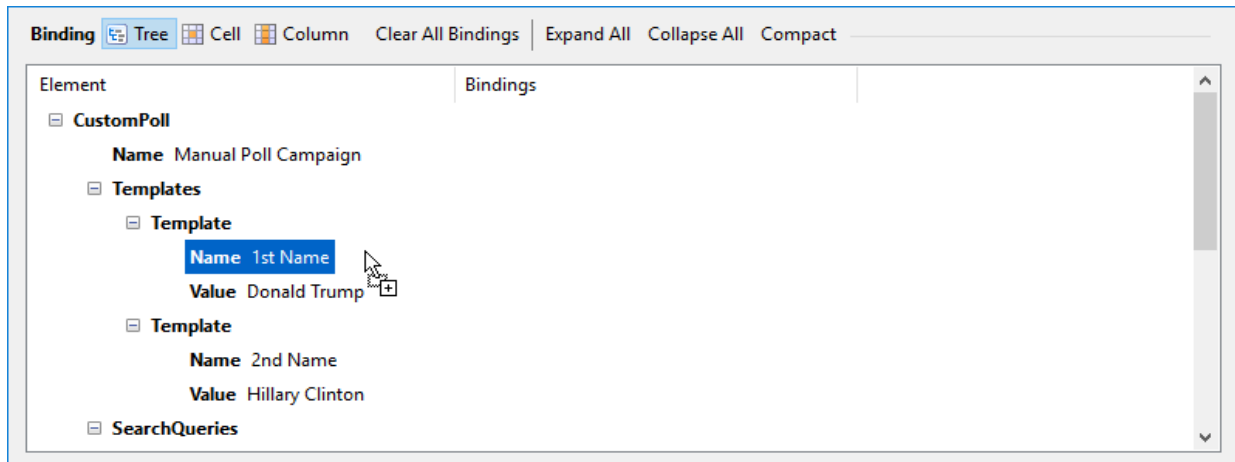 Binding Tree Cell Column Clear All Bindings Expand All Collapse All Compact
Element Bindings
CustomPoll
Name Manual Poll Campaign
Templates
Template
Name 1st Name
Value Donald Trump
Template
Name 2nd Name
Value Hillary Clinton
SearchQueries